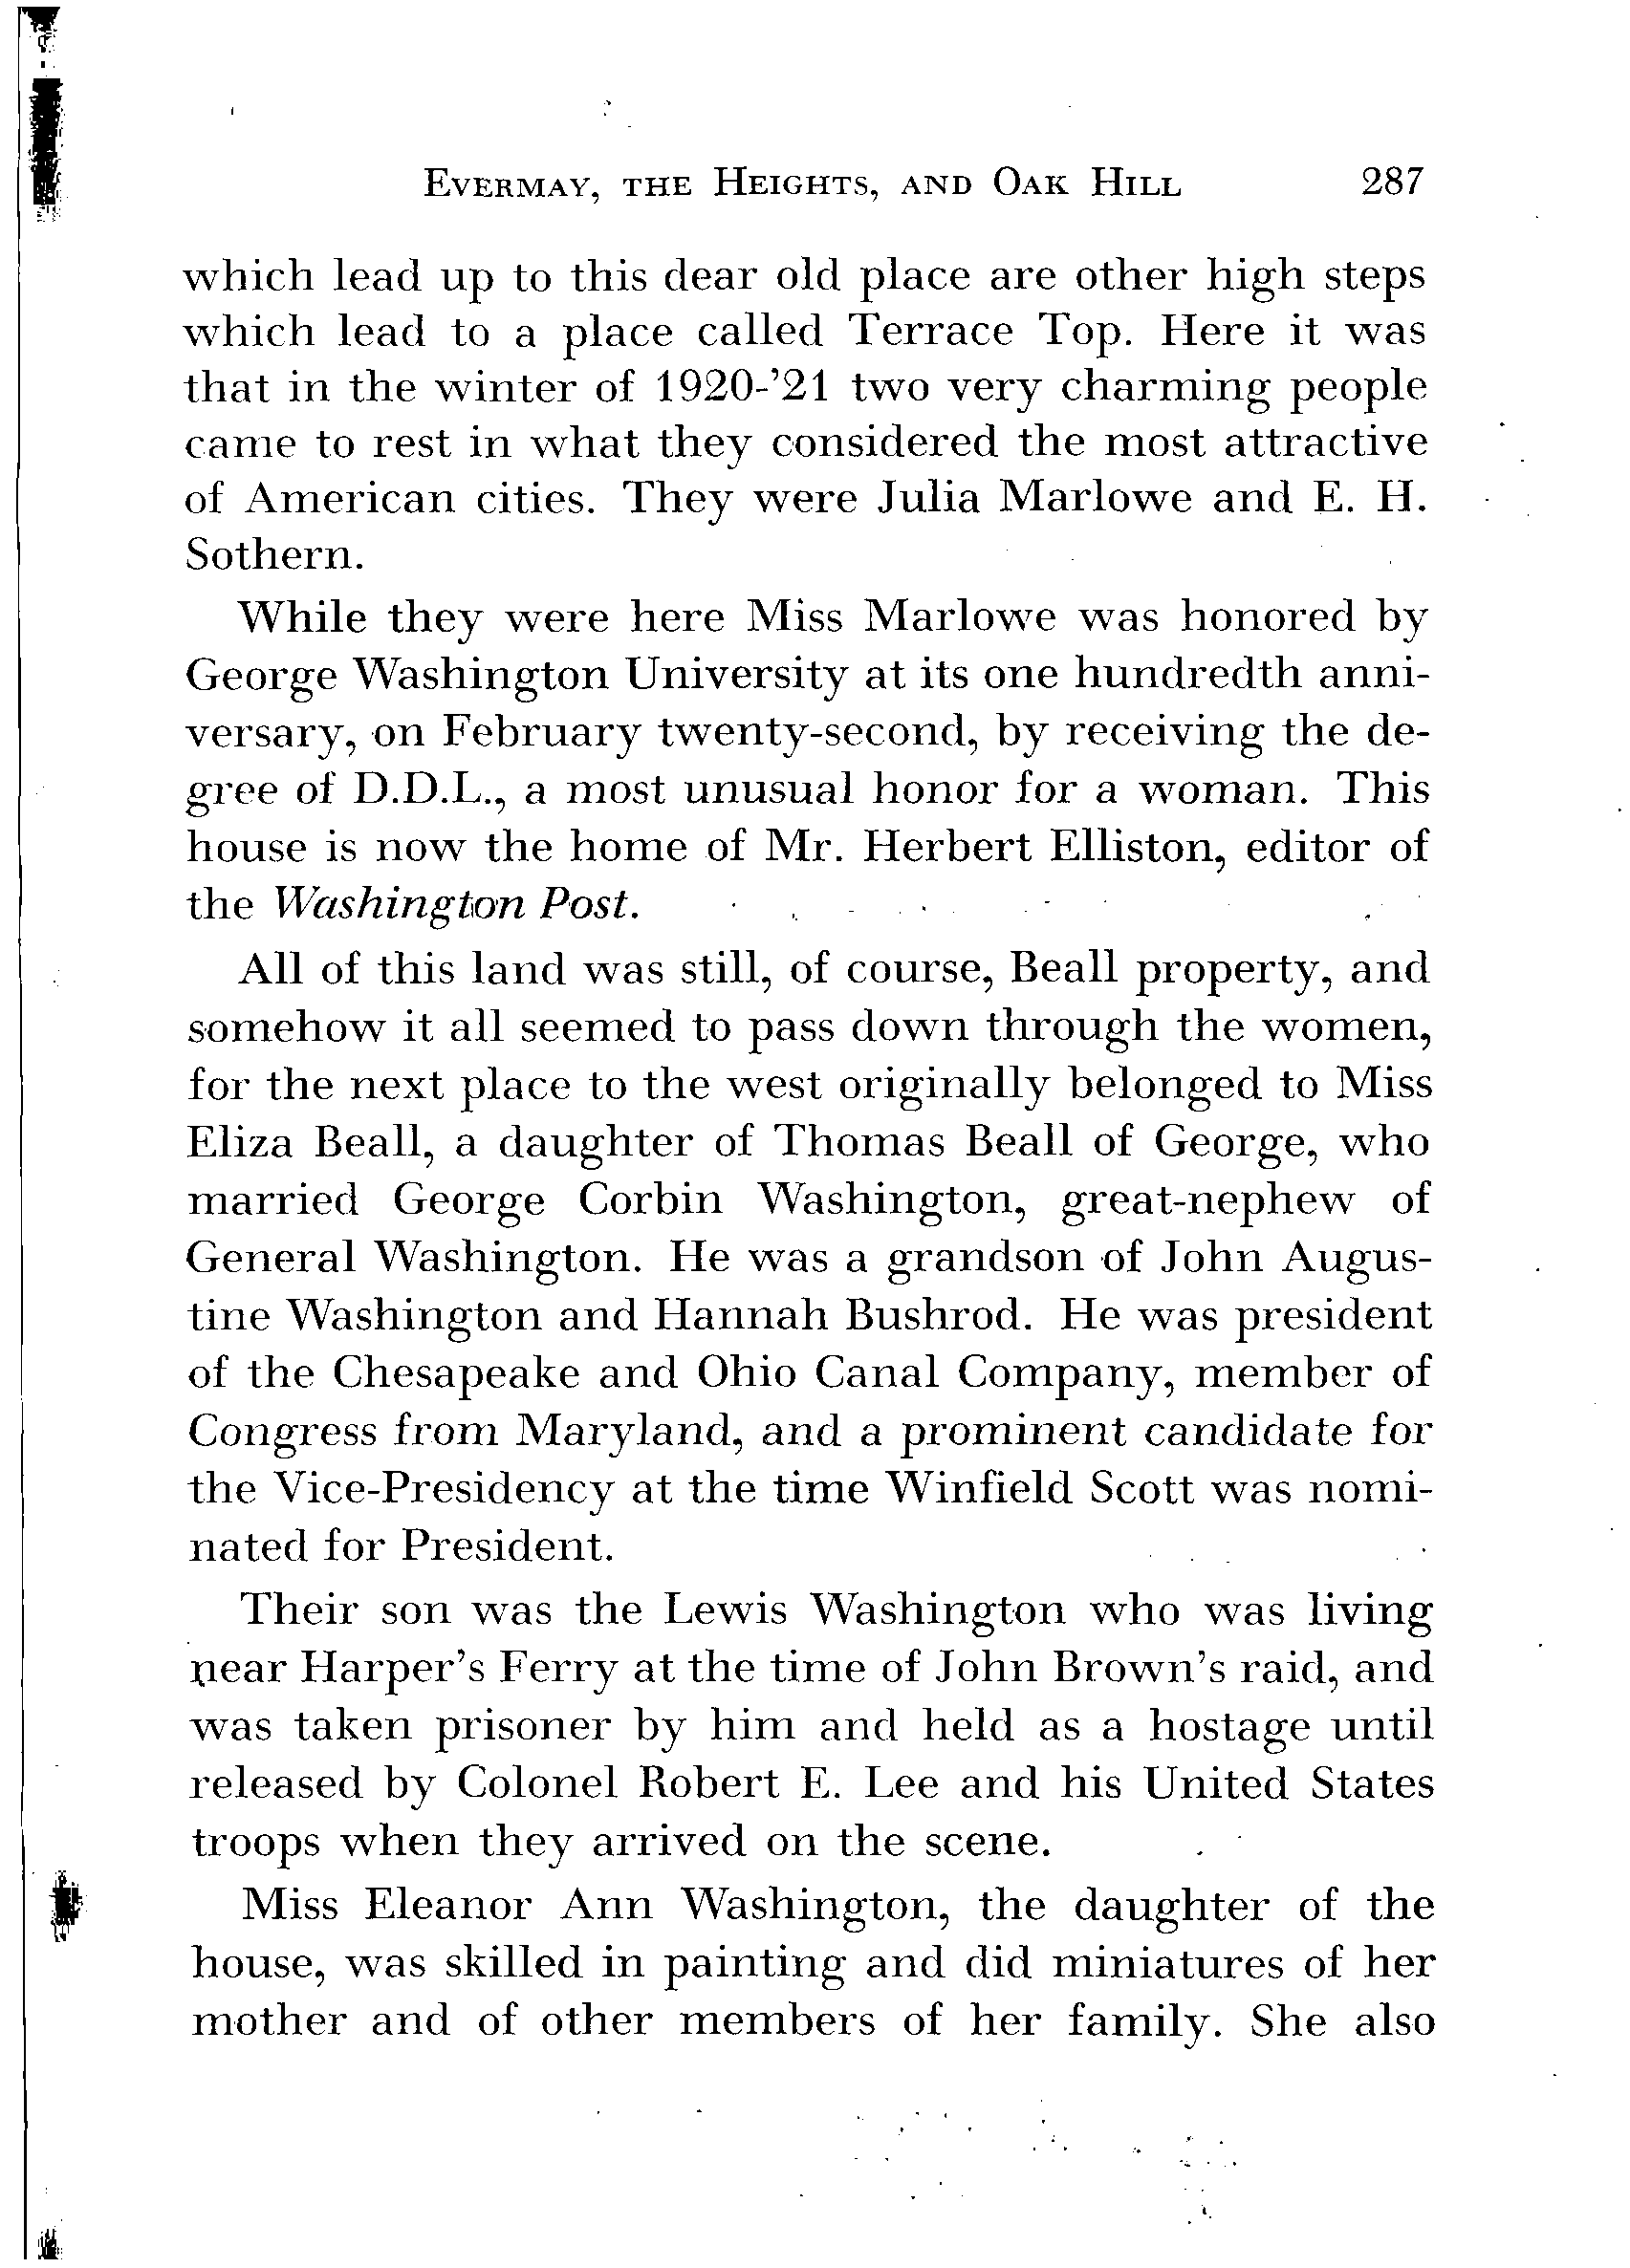 Evermay, the Heights, and Oak Hill 287
which lead up to this dear old place are other high steps
which lead to a place called Terrace Top. Here it was
that in the winter of 1920-'21 two very charming people
came to rest in what they considered the most attractive
of American cities. They were Julia Marlowe and E. H.
Sothern.
While they were here Miss Marlowe was honored by
George Washington University at its one hundredth anni-
versary, on February twenty-second, by receiving the de-
gree of D.D.L., a most unusual honor for a woman. This
house is now the home of Mr. Herbert Elliston, editor of
the Washington Post.
All of this land was still, of course, Beall property, and
somehow it all seemed to pass down through the women,
for the next place to the west originally belonged to Miss
Eliza Beall, a daughter of Thomas Beall of George, who
married George Corbin Washington, great-nephew of
General Washington. He was a grandson of John Augus-
tine Washington and Hannah Bushrod. He was president
of the Chesapeake and Ohio Canal Company, member of
Congress from Maryland, and a prominent candidate for
the Vice-Presidency at the time Winfield Scott was nomi-
nated for President.
Their son was the Lewis Washington who was living
near Harper's Ferry at the time of John Brown's raid, and
was taken prisoner by him and held as a hostage until
released by Colonel Robert E. Lee and his United States
troops when they arrived on the scene.
Miss Eleanor Ann Washington, the daughter of the
house, was skilled in painting and did miniatures of her
mother and of other members of her family. She also